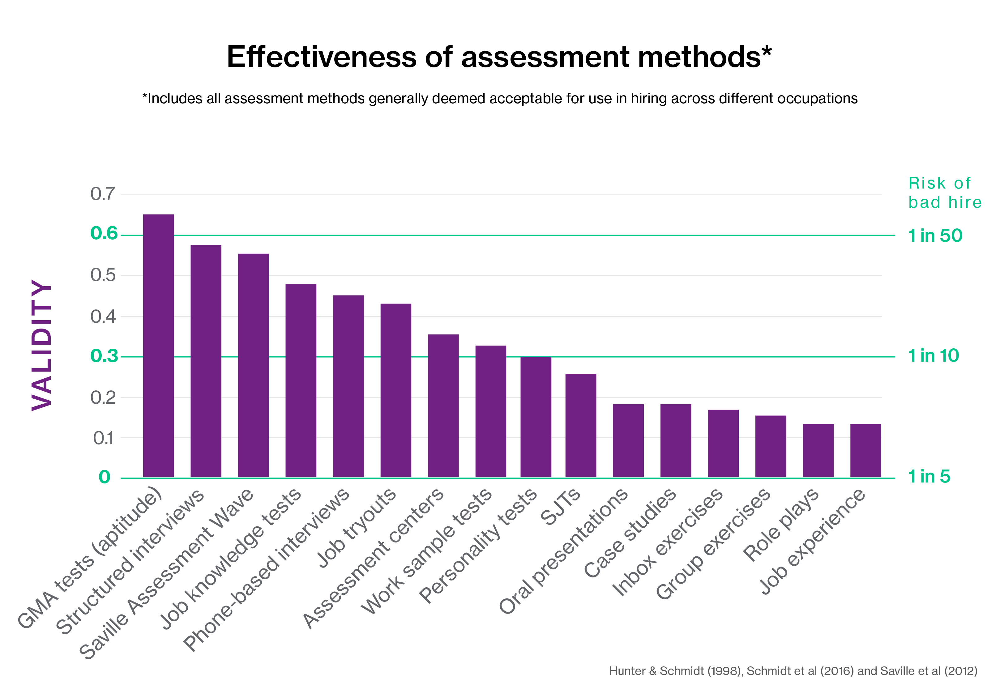 Effectiveness of assessment methods*
*Includes all assessment methods generally deemed acceptable for use in hiring across different occupations
Risk of
bad hire
VALIDITY
0.7
0.6
1 in 50
0.5
0.4
0.3
1 in 10
0.2
0.1
0
1 in 5
GMA tests (aptitude)
Structured interviews
Saville Assessment Wave
Job knowledge tests
Phone-based interviews
Job tryouts
Assessment centers
Work sample tests
Personality tests
SJTs
Oral presentations
Case studies
Inbox exercises
Group exercises
Role plays
Job experience
Hunter & Schmidt (1998), Schmidt et al (2016) and Saville et al (2012)